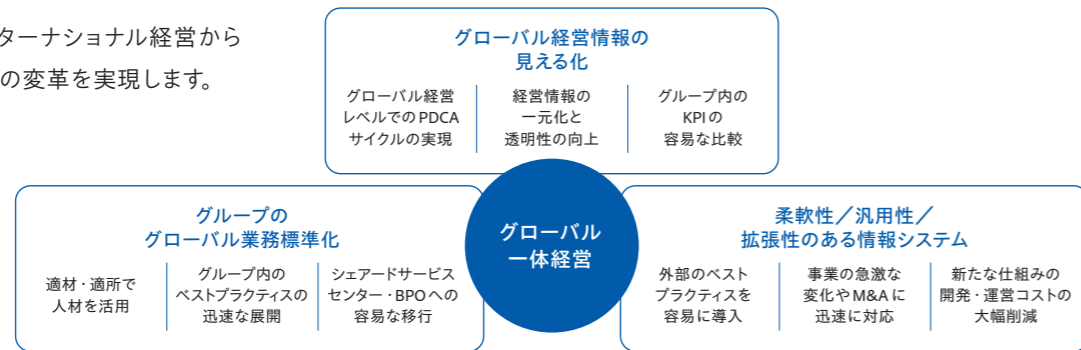 ターナショナル経営から
の変革を実現します。
グローバル経営情報の
見える化
グローバル経営
レベルでのPDCA
サイクルの実現
経営情報の
一元化と
透明性の向上
グループ内の
KPIの
容易な比較
グループの
グローバル業務標準化
適材・適所で
人材を活用
グループ内の
ベストプラクティスの
迅速な展開
シェアードサービス
センター・BPOへの
容易な移行
グローバル
一体経営
柔軟性／汎用性／
拡張性のある情報システム
外部のベスト
プラクティスを
容易に導入
事業の急激な
変化やM&Aに
迅速に対応
新たな仕組みの
開発・運営コストの
大幅削減